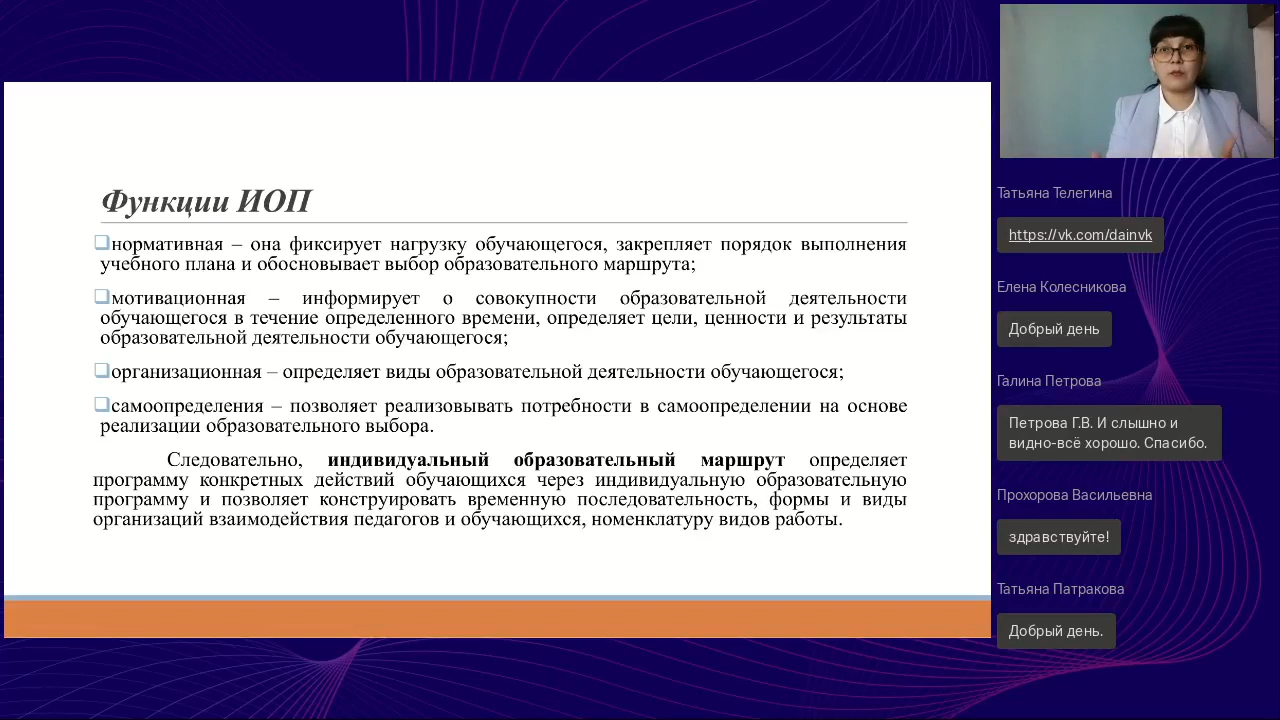 Функции ИОП
нормативная – она фиксирует нагрузку обучающегося, закрепляет порядок выполнения
учебного плана и обосновывает выбор образовательного маршрута;
мотивационная – информирует о совокупности образовательной деятельности
обучающегося в течение определенного времени, определяет цели, ценности и результаты
образовательной деятельности обучающегося;
организационная – определяет виды образовательной деятельности обучающегося;
самоопределения – позволяет реализовывать потребности в самоопределении на основе
реализации образовательного выбора.
Следовательно, индивидуальный образовательный маршрут определяет
программу конкретных действий обучающихся через индивидуальную образовательную
программу и позволяет конструировать временную последовательность, формы и виды
организаций взаимодействия педагогов и обучающихся, номенклатуру видов работы.
Татьяна Телегина
https://vk.com/dainvk
Елена Колесникова
Добрый день
Галина Петрова
Петрова Г.В. И слышно и
видно-всё хорошо. Спасибо.
Прохорова Васильевна
здравствуйте!
Татьяна Патракова
Добрый день.